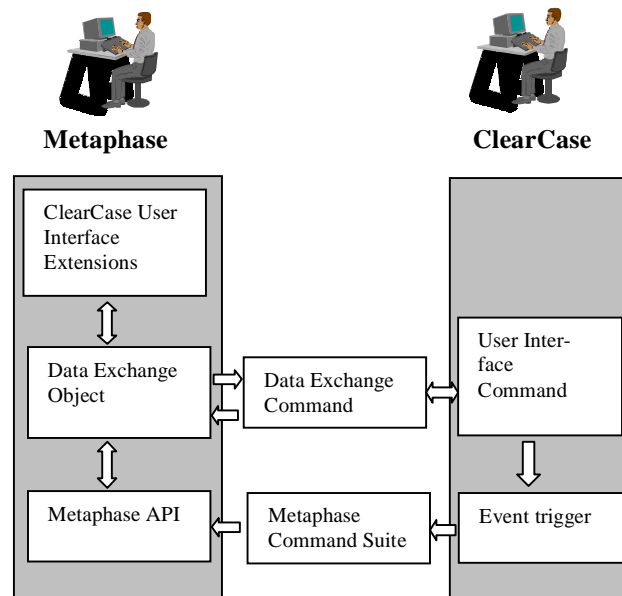 Metaphase
ClearCase
ClearCase User
Interface
Extensions
Data Exchange
Object
Data Exchange
Command
User Inter-
face
Command
Metaphase API
Metaphase
Command Suite
Event trigger